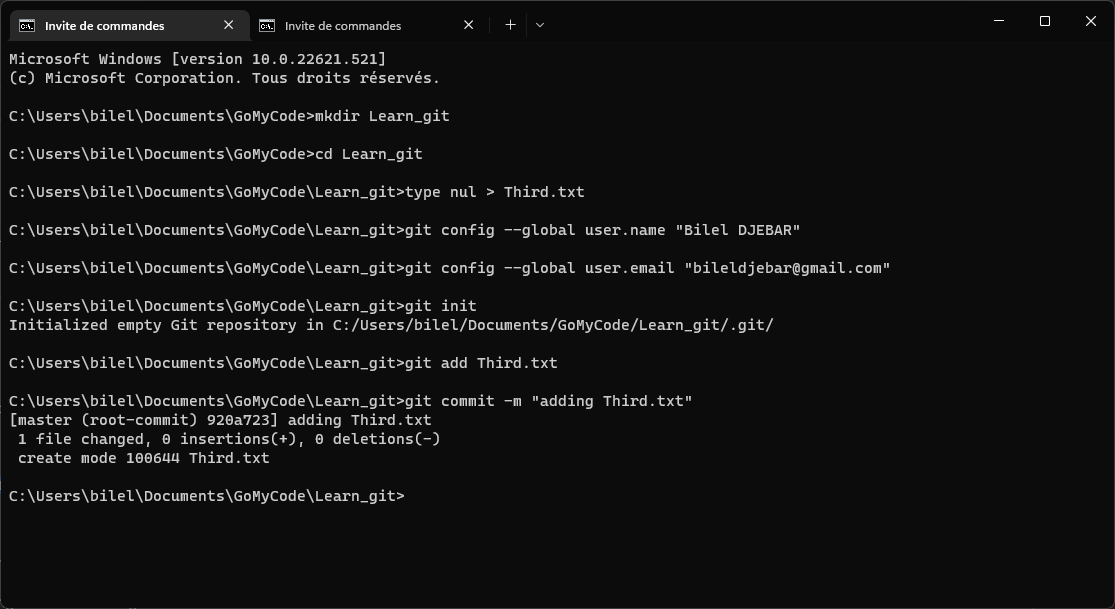 Invite de commandes
Invite de commandes
Microsoft Windows [version 10.0.22621.521]
(c) Microsoft Corporation. Tous droits réservés.
C:\Users\bilel\Documents\GoMyCode>mkdir Learn_git
C:\Users\bilel\Documents\GoMyCode>cd Learn_git
C:\Users\bilel\Documents\GoMyCode\Learn_git>type nul > Third.txt
C:\Users\bilel\Documents\GoMyCode\Learn_git>git config --global user.name "Bilel DJEBAR"
C:\Users\bilel\Documents\GoMyCode\Learn_git>git config --global user.email "bileldjebar@gmail.com"
C:\Users\bilel\Documents\GoMyCode\Learn_git>git init
Initialized empty Git repository in C:/Users/bilel/Documents/GoMyCode/Learn_git/.git/
C:\Users\bilel\Documents\GoMyCode\Learn_git>git add Third.txt
C:\Users\bilel\Documents\GoMyCode\Learn_git>git commit -m "adding Third.txt"
[master (root-commit) 920a723] adding Third.txt
 1 file changed, 0 insertions(+), 0 deletions(-)
 create mode 100644 Third.txt
C:\Users\bilel\Documents\GoMyCode\Learn_git>